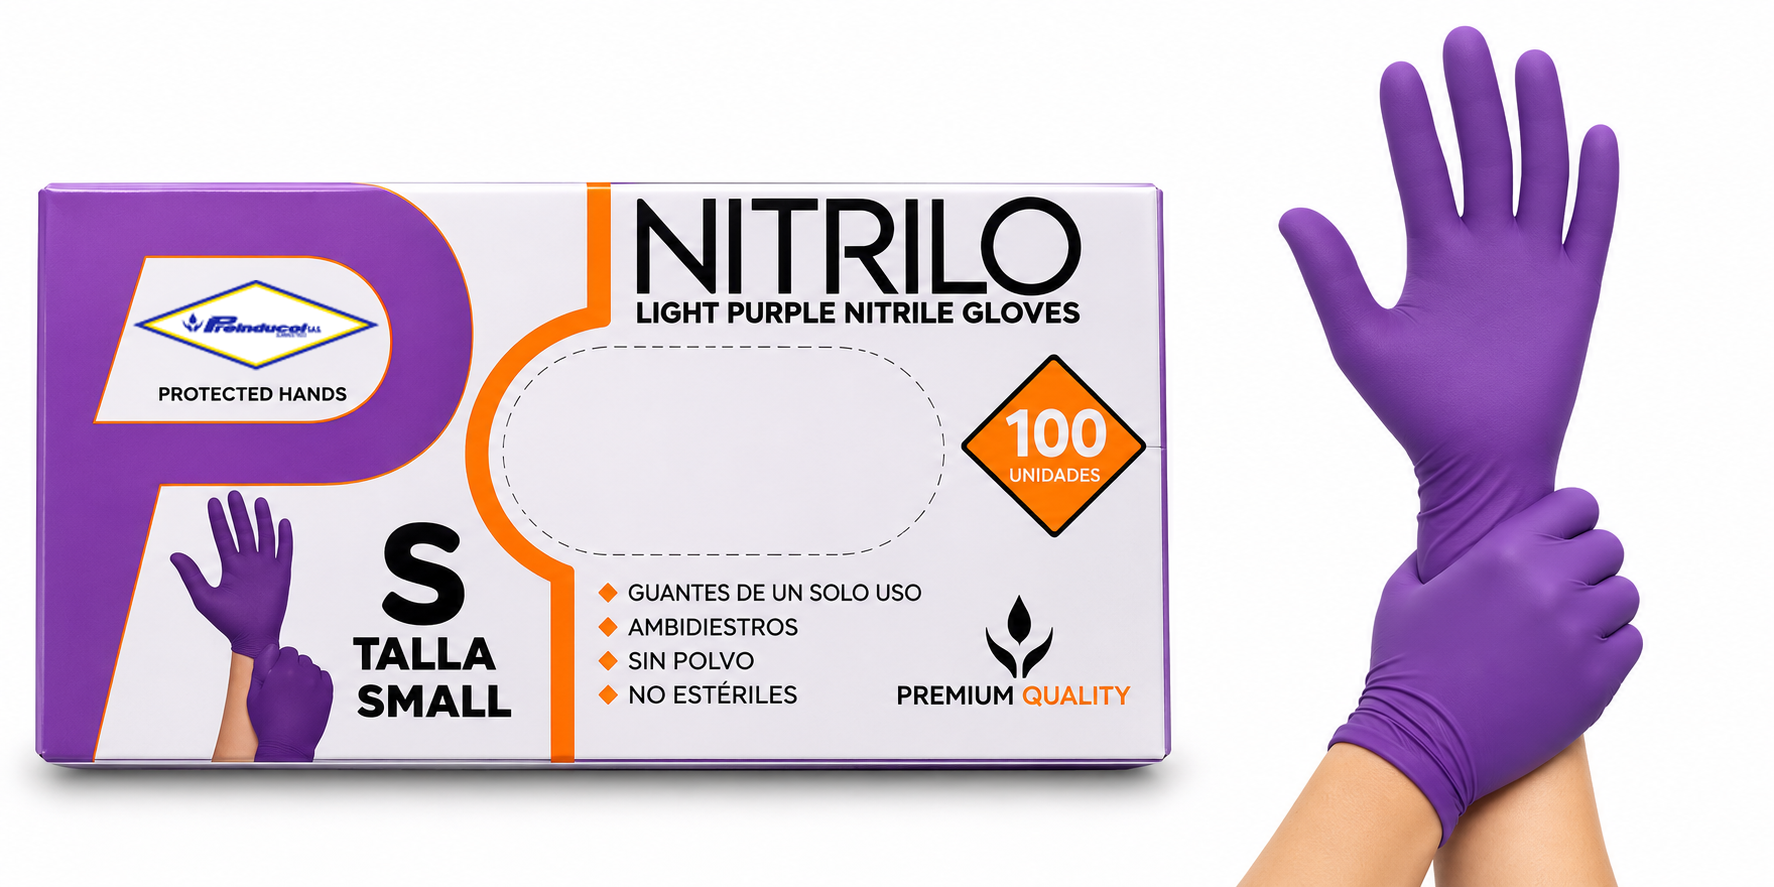 Preinducol S.A.S.
PROTECTED HANDS
S
TALLA
SMALL
NITRILO
LIGHT PURPLE NITRILE GLOVES
100
UNIDADES
GUANTES DE UN SOLO USO
AMBIDIESTROS
SIN POLVO
NO ESTÉRILES
PREMIUM QUALITY